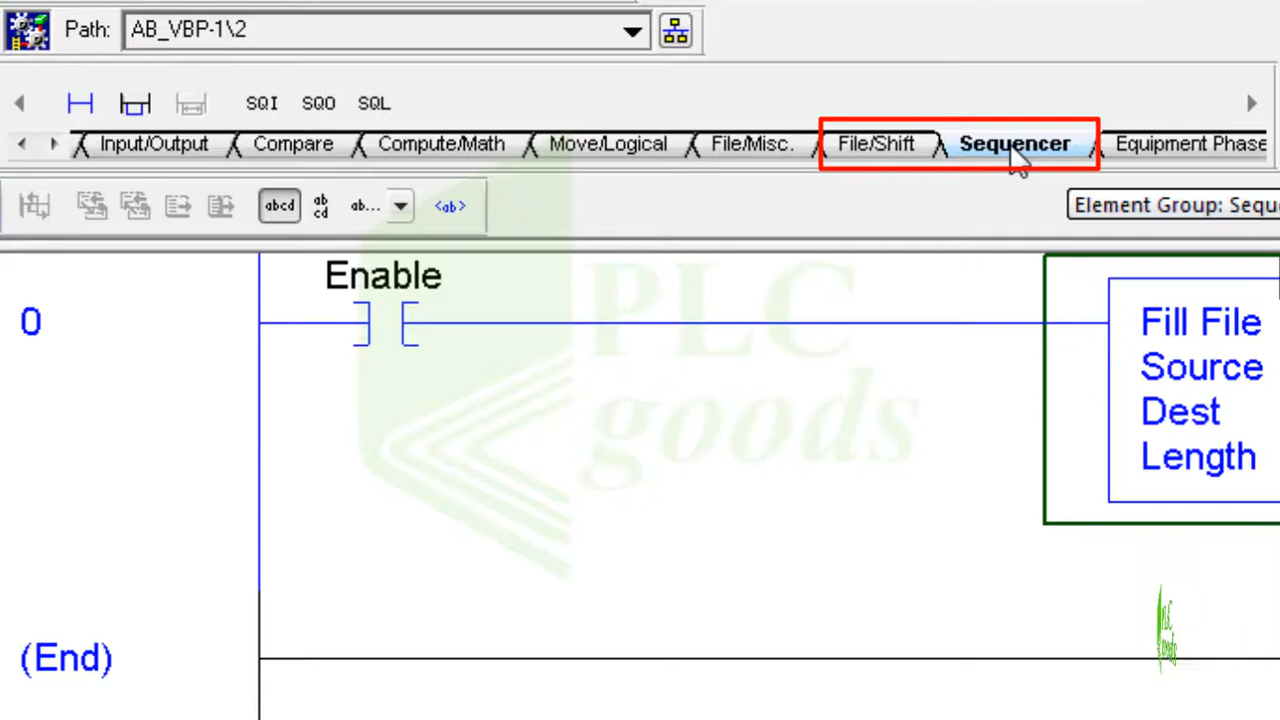 Path: AB_VBP-1\2
SQI SQO SQL
Input/Output Compare Compute/Math Move/Logical File/Misc. File/Shift Sequencer Equipment Phase
abcd ab cd ab... <ab>
Element Group: Sequ
Enable
0
Fill File
Source
Dest
Length
PLC
goods
(End)